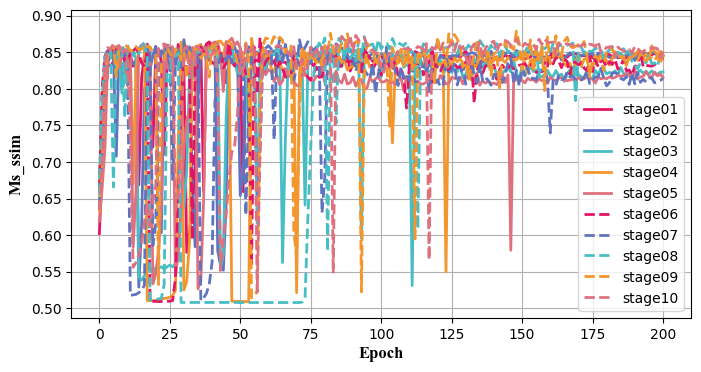 0.90
0.85
0.80
0.75
0.70
0.65
0.60
0.55
0.50
Ms_ssim
0
25
50
75
100
125
150
175
200
Epoch
stage01
stage02
stage03
stage04
stage05
stage06
stage07
stage08
stage09
stage10